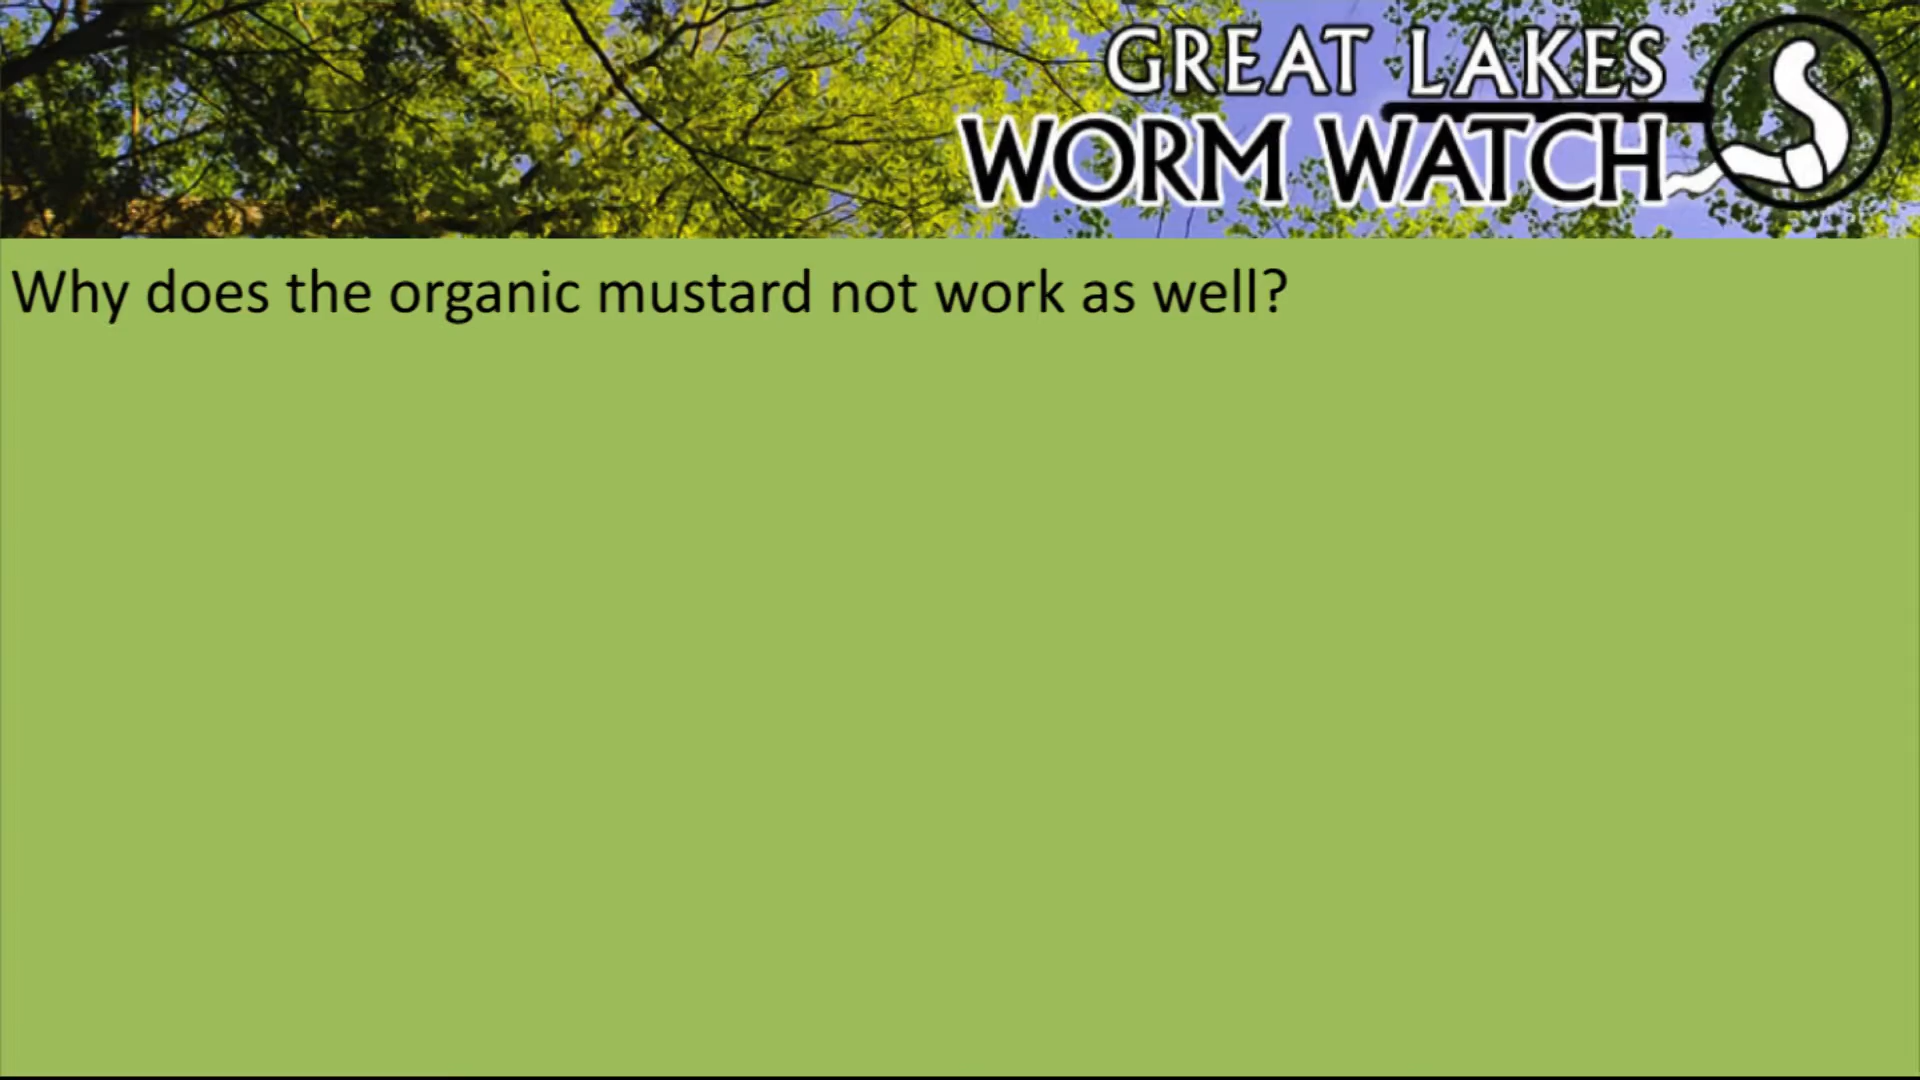 GREAT LAKES
WORM WATCH
Why does the organic mustard not work as well?